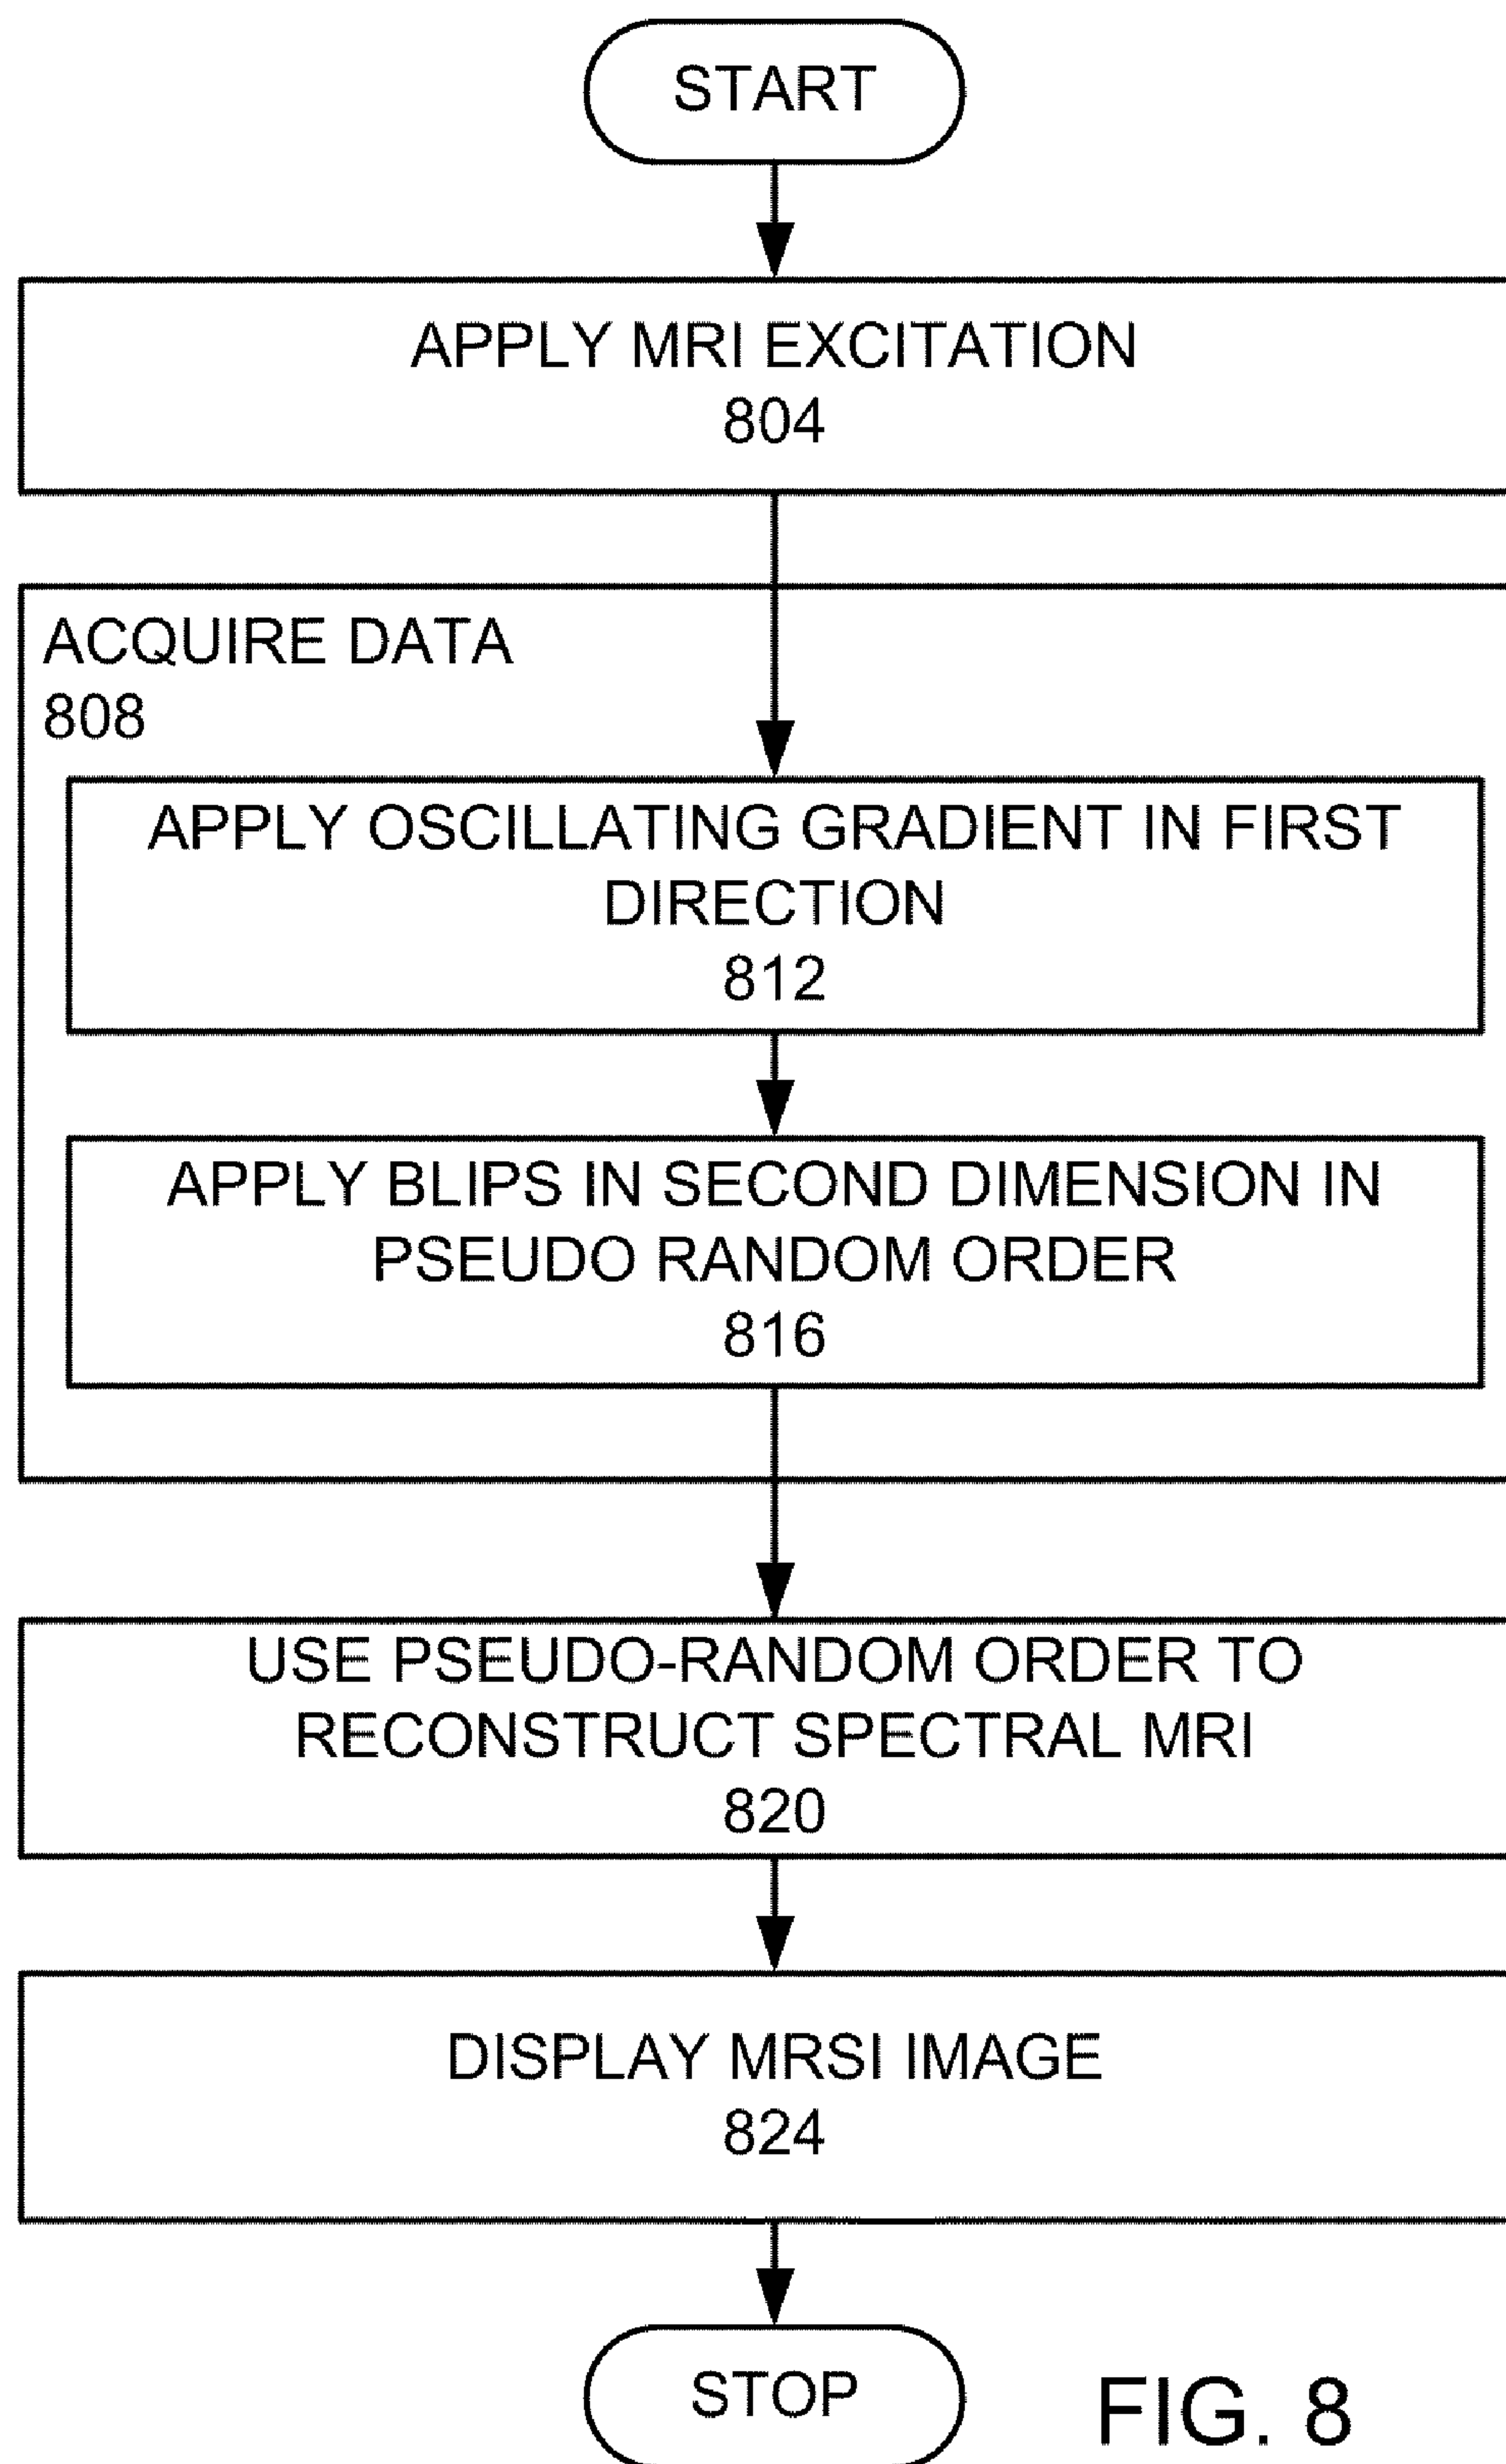 START
APPLY MRI EXCITATION
804
ACQUIRE DATA
808
APPLY OSCILLATING GRADIENT IN FIRST
DIRECTION
812
APPLY BLIPS IN SECOND DIMENSION IN
PSEUDO RANDOM ORDER
816
USE PSEUDO-RANDOM ORDER TO
RECONSTRUCT SPECTRAL MRI
820
DISPLAY MRSI IMAGE
824
STOP
FIG. 8